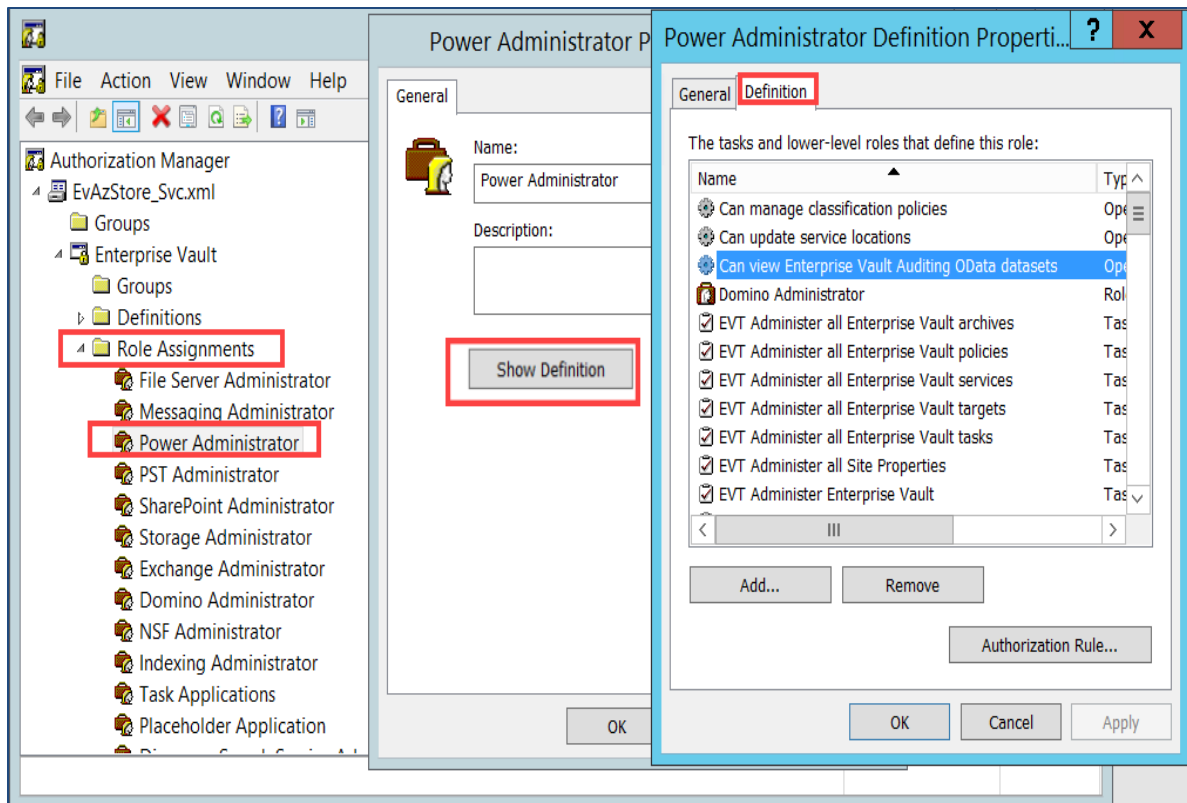 File Action View Window Help
Authorization Manager
EvAzStore_Svc.xml
Groups
Enterprise Vault
Groups
Definitions
Role Assignments
File Server Administrator
Messaging Administrator
Power Administrator
PST Administrator
SharePoint Administrator
Storage Administrator
Exchange Administrator
Domino Administrator
NSF Administrator
Indexing Administrator
Task Applications
Placeholder Application
Power Administrator P
General
Name:
Power Administrator
Description:
Show Definition
OK
Power Administrator Definition Properti... ? X
General Definition
The tasks and lower-level roles that define this role:
Name Typ
Can manage classification policies Ope
Can update service locations Ope
Can view Enterprise Vault Auditing OData datasets Ope
Domino Administrator Rol
EVT Administer all Enterprise Vault archives Tas
EVT Administer all Enterprise Vault policies Tas
EVT Administer all Enterprise Vault services Tas
EVT Administer all Enterprise Vault targets Tas
EVT Administer all Enterprise Vault tasks Tas
EVT Administer all Site Properties Tas
EVT Administer Enterprise Vault Tas
Add... Remove
Authorization Rule...
OK Cancel Apply